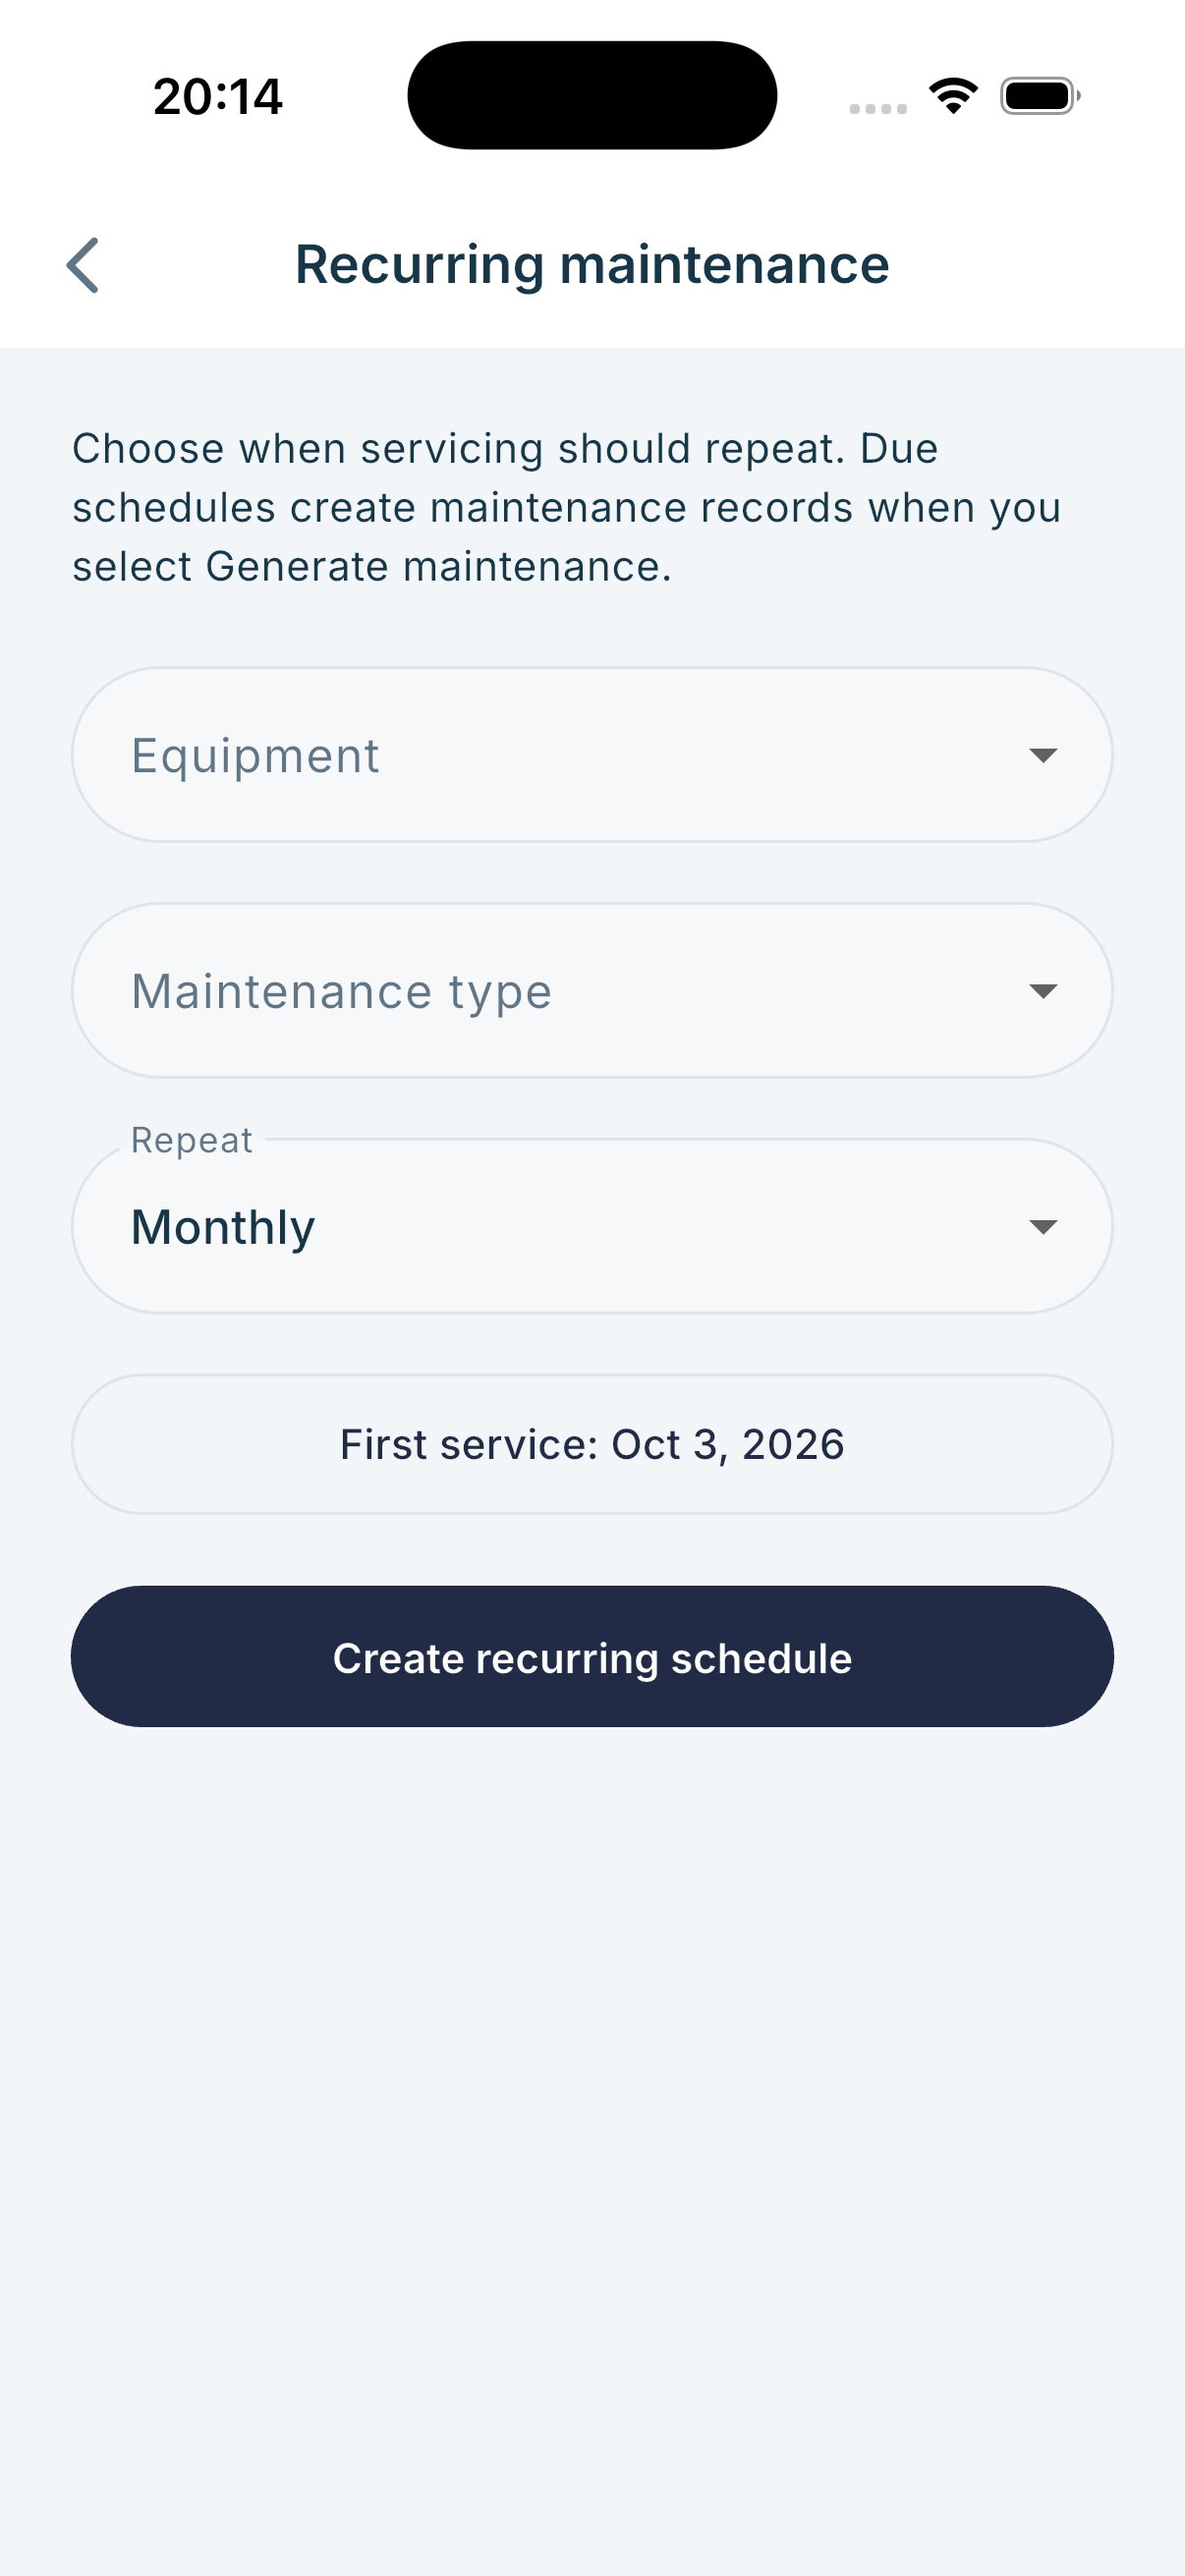 20:14
Recurring maintenance
Choose when servicing should repeat. Due
schedules create maintenance records when you
select Generate maintenance.
Equipment
Maintenance type
Repeat
Monthly
First service: Oct 3, 2026
Create recurring schedule